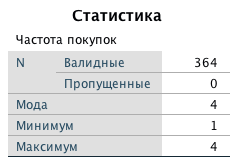 Статистика
Частота покупок
N Валидные 364
Пропущенные 0
Мода 4
Минимум 1
Максимум 4